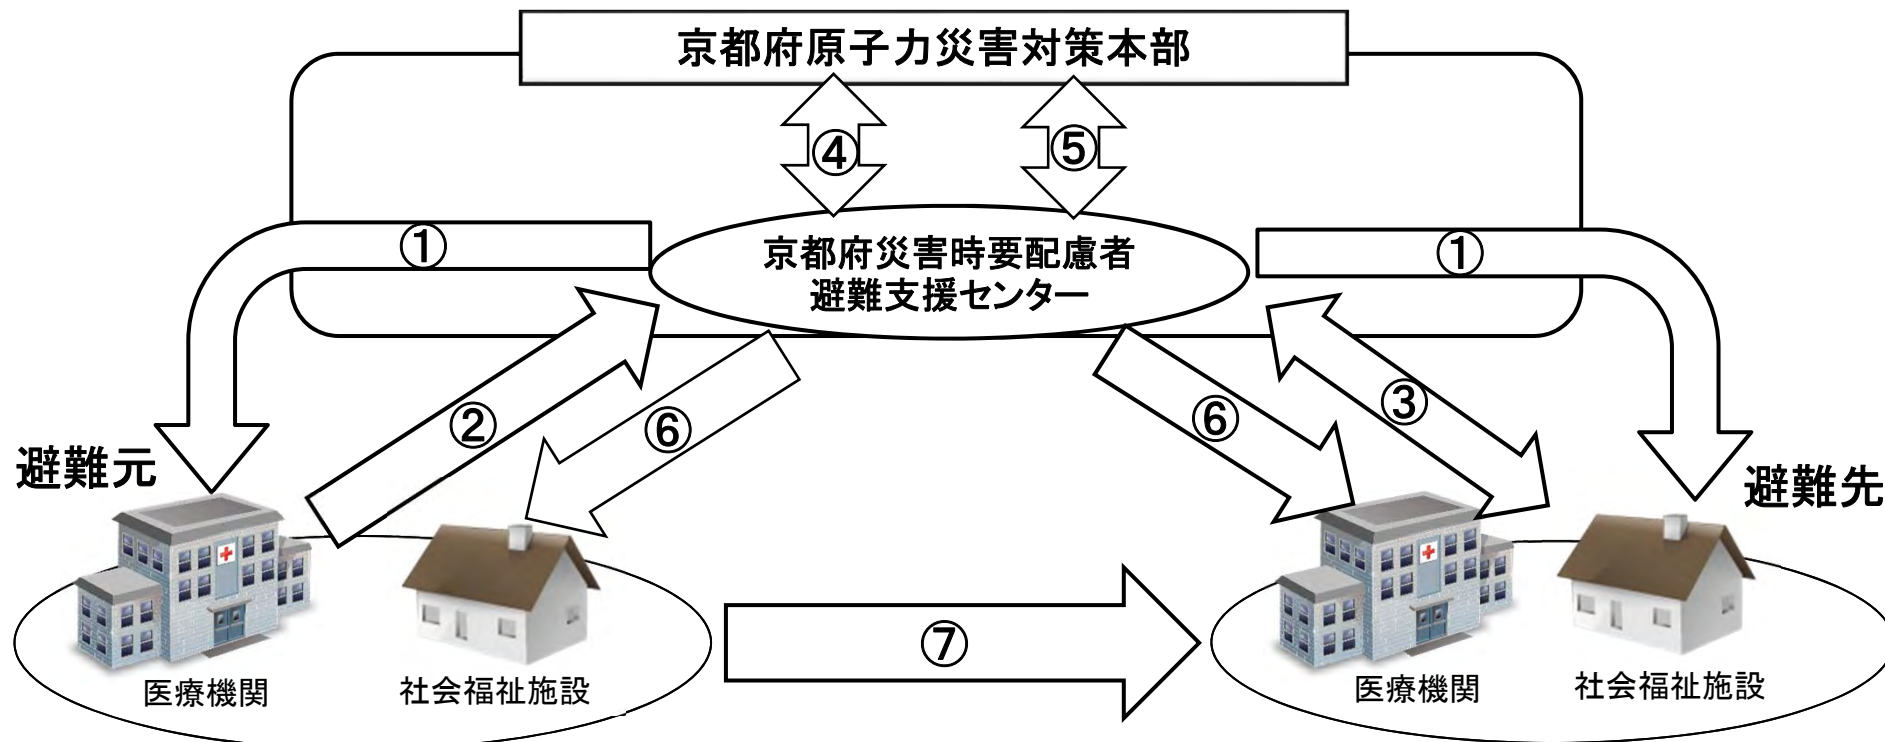 京都府原子力災害対策本部
④
⑤
①
京都府災害時要配慮者
避難支援センター
①
②
⑥
⑥
③
避難元
避難先
⑦
医療機関
社会福祉施設
医療機関
社会福祉施設